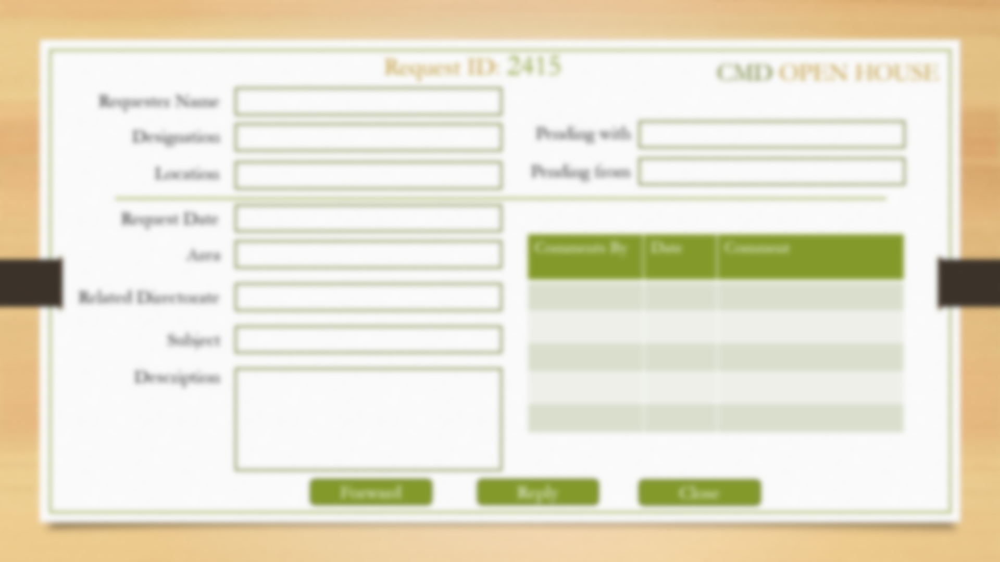 Request ID: 2415
CMD OPEN HOUSE
Requester Name
Designation
Location
Pending with
Pending from
Request Date
Area
Related Directorate
Subject
Description
Comments By Date Comment
Forward Reply Close